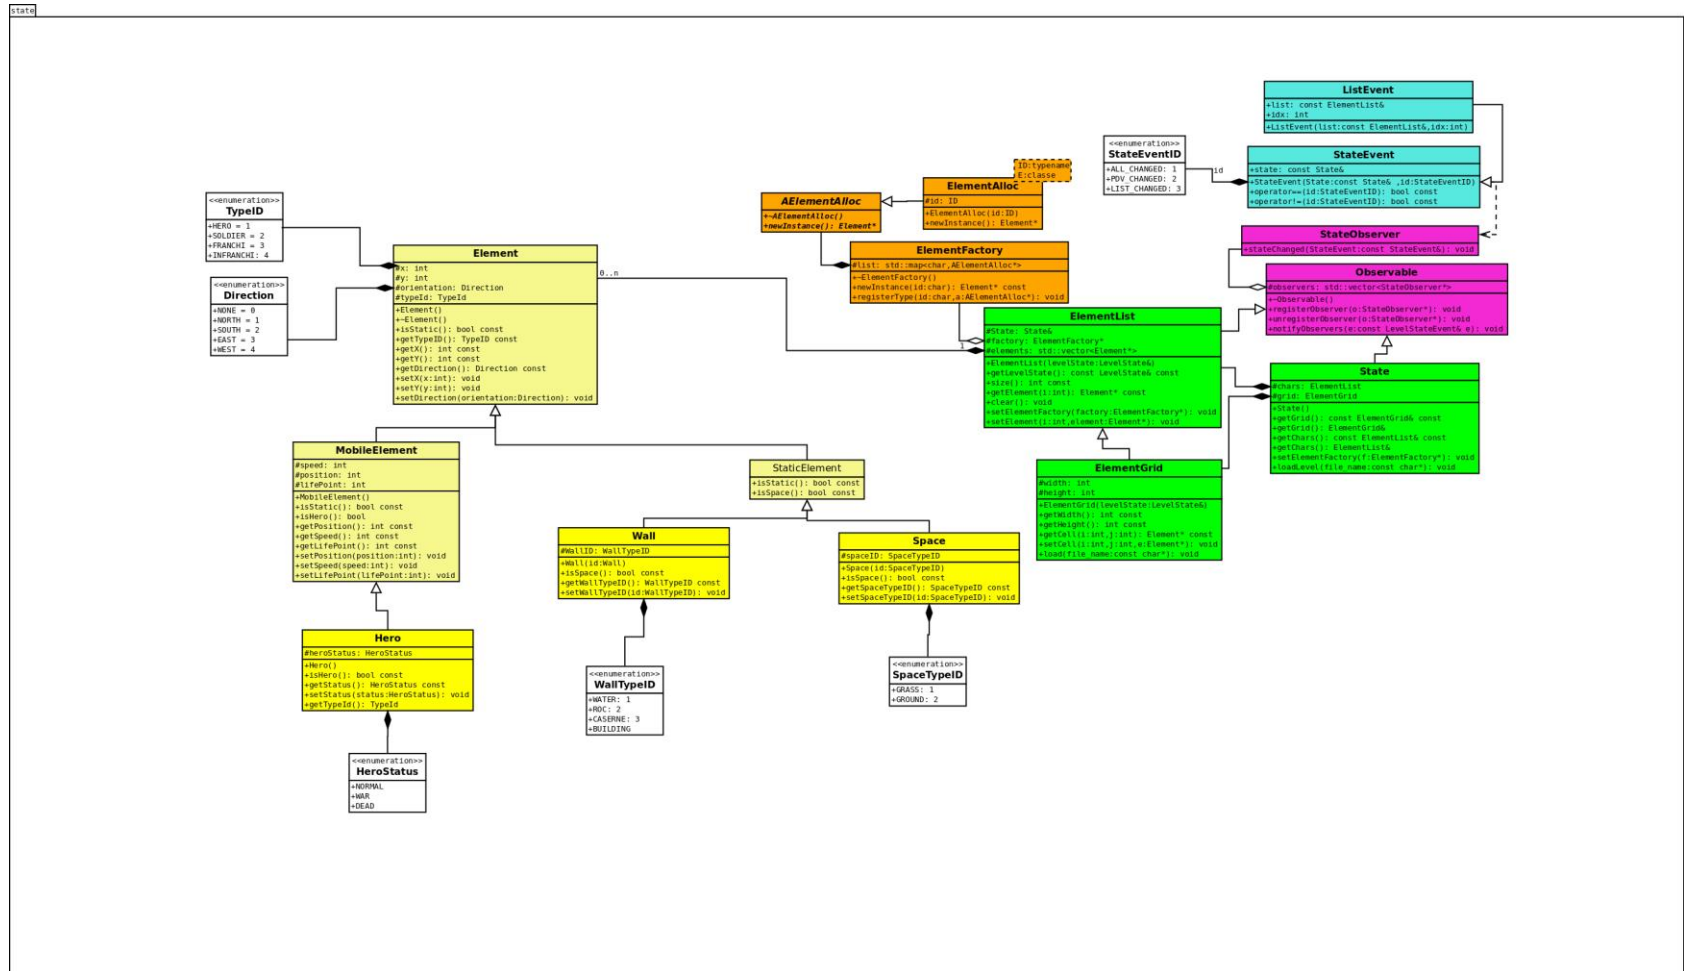 state
ListEvent
+list: const ElementList&
+idx: int
+ListEvent(list:const ElementList&,idx:int)
<<enumeration>>
StateEventID
+ALL_CHANGED: 1
+PDV_CHANGED: 2
+LIST_CHANGED: 3
id
StateEvent
+state: const State&
+StateEvent(State:const State& ,id:StateEventID)
+operator==(id:StateEventID): bool const
+operator!=(id:StateEventID): bool const
ID:typename
E:classe
ElementAlloc
#id: ID
+ElementAlloc(id:ID)
+newInstance(): Element*
AElementAlloc
+~AElementAlloc()
+newInstance(): Element*
<<enumeration>>
TypeID
+HERO = 1
+SOLDIER = 2
+FRANCHI = 3
+INFRANCHI: 4
StateObserver
+stateChanged(StateEvent:const StateEvent&): void
ElementFactory
#list: std::map<char,AElementAlloc*>
+~ElementFactory()
+newInstance(id:char): Element* const
+registerType(id:char,a:AElementAlloc*): void
Element
#x: int
#y: int
#orientation: Direction
#typeId: TypeId
+Element()
+~Element()
+isStatic(): bool const
+getTypeID(): TypeID const
+getX(): int const
+getY(): int const
+getDirection(): Direction const
+setX(x:int): void
+setY(y:int): void
+setDirection(orientation:Direction): void
0..n
1
Observable
#observers: std::vector<StateObserver*>
+~Observable()
+registerObserver(o:StateObserver*): void
+unregisterObserver(o:StateObserver*): void
+notifyObservers(e:const LevelStateEvent& e): void
<<enumeration>>
Direction
+NONE = 0
+NORTH = 1
+SOUTH = 2
+EAST = 3
+WEST = 4
ElementList
#State: State&
#factory: ElementFactory*
#elements: std::vector<Element*>
+ElementList(levelState:LevelState&)
+getLevelState(): const LevelState& const
+size(): int const
+getElement(i:int): Element* const
+clear(): void
+setElementFactory(factory:ElementFactory*): void
+setElement(i:int,element:Element*): void
State
#chars: ElementList
#grid: ElementGrid
+State()
+getGrid(): const ElementGrid& const
+getGrid(): ElementGrid&
+getChars(): const ElementList& const
+getChars(): ElementList&
+setElementFactory(f:ElementFactory*): void
+loadLevel(file_name:const char*): void
MobileElement
#speed: int
#position: int
#lifePoint: int
+MobileElement()
+isStatic(): bool const
+isHero(): bool
+getPosition(): int const
+getSpeed(): int const
+getLifePoint(): int const
+setPosition(position:int): void
+setSpeed(speed:int): void
+setLifePoint(lifePoint:int): void
StaticElement
+isStatic(): bool const
+isSpace(): bool const
ElementGrid
#width: int
#height: int
+ElementGrid(levelState:LevelState&)
+getWidth(): int const
+getHeight(): int const
+getCell(i:int,j:int): Element* const
+setCell(i:int,j:int,e:Element*): void
+load(file_name:const char*): void
Wall
#WallID: WallTypeID
+Wall(id:Wall)
+isSpace(): bool const
+getWallTypeID(): WallTypeID const
+setWallTypeID(id:WallTypeID): void
Space
#spaceID: SpaceTypeID
+Space(id:SpaceTypeID)
+isSpace(): bool const
+getSpaceTypeID(): SpaceTypeID const
+setSpaceTypeID(id:SpaceTypeID): void
Hero
#heroStatus: HeroStatus
+Hero()
+isHero(): bool const
+getStatus(): HeroStatus const
+setStatus(status:HeroStatus): void
+getTypeId(): TypeId
<<enumeration>>
WallTypeID
+WATER: 1
+ROC: 2
+CASERNE: 3
+BUILDING
<<enumeration>>
SpaceTypeID
+GRASS: 1
+GROUND: 2
<<enumeration>>
HeroStatus
+NORMAL
+WAR
+DEAD